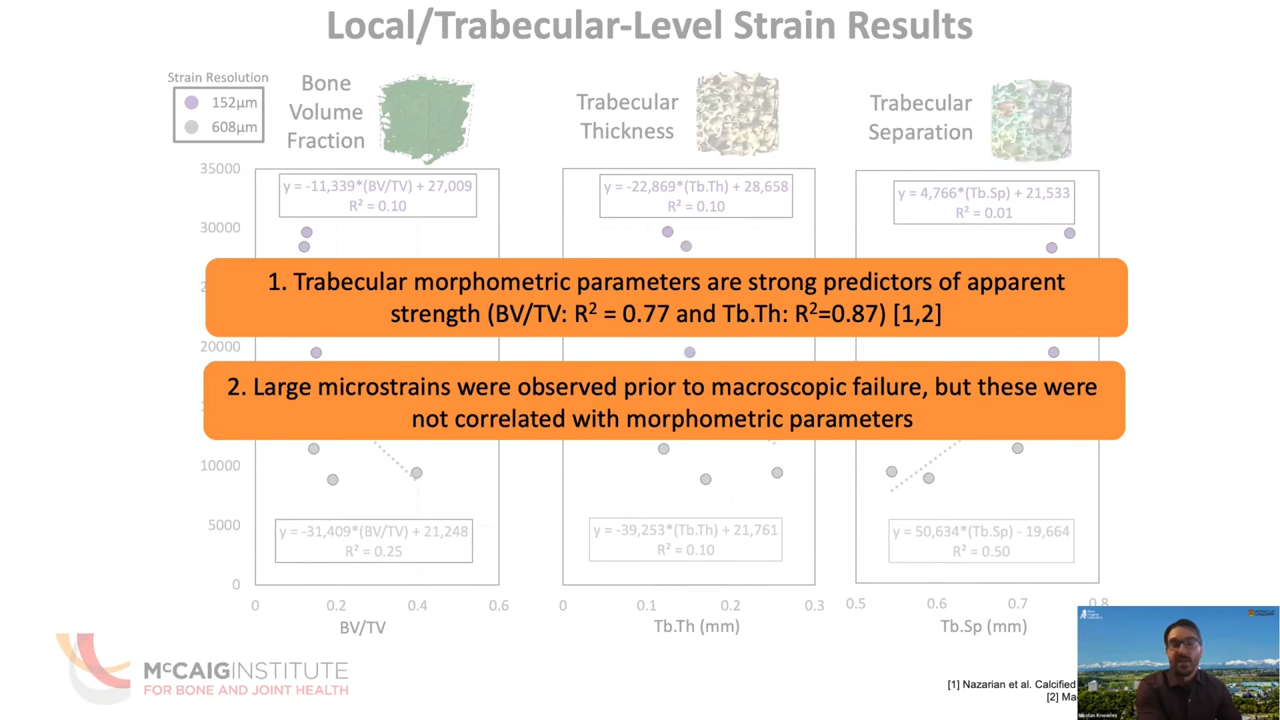 Local/Trabecular-Level Strain Results
Strain Resolution
152µm
608µm
Bone
Volume
Fraction
Trabecular
Thickness
Trabecular
Separation
35000
30000
20000
10000
5000
0
y = -11,339*(BV/TV) + 27,009
R² = 0.10
y = -22,869*(Tb.Th) + 28,658
R² = 0.10
y = 4,766*(Tb.Sp) + 21,533
R² = 0.01
1. Trabecular morphometric parameters are strong predictors of apparent
strength (BV/TV: R² = 0.77 and Tb.Th: R²=0.87) [1,2]
2. Large microstrains were observed prior to macroscopic failure, but these were
not correlated with morphometric parameters
y = -31,409*(BV/TV) + 21,248
R² = 0.25
y = -39,253*(Tb.Th) + 21,761
R² = 0.10
y = 50,634*(Tb.Sp) - 19,664
R² = 0.50
0 0.2 0.4 0.6
BV/TV
0 0.1 0.2 0.3
Tb.Th (mm)
0.5 0.6 0.7 0.8
Tb.Sp (mm)
McCAIG INSTITUTE
FOR BONE AND JOINT HEALTH
[1] Nazarian et al. Calcified
[2] Ma
Nicolas Knowles